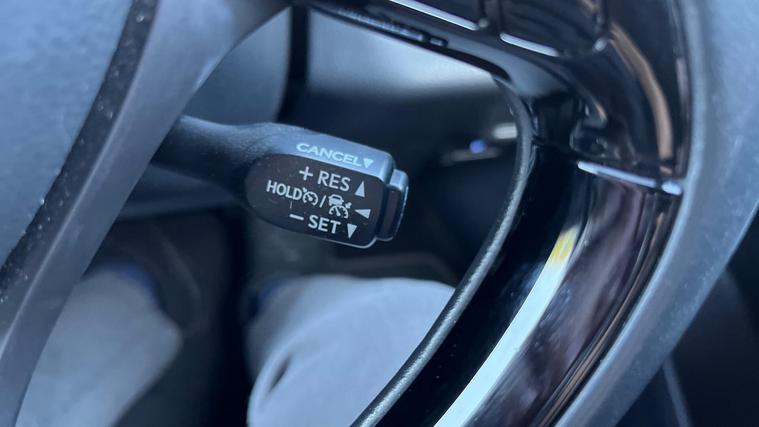 CANCEL▼
+ RES ▲
HOLD /
− SET ▼